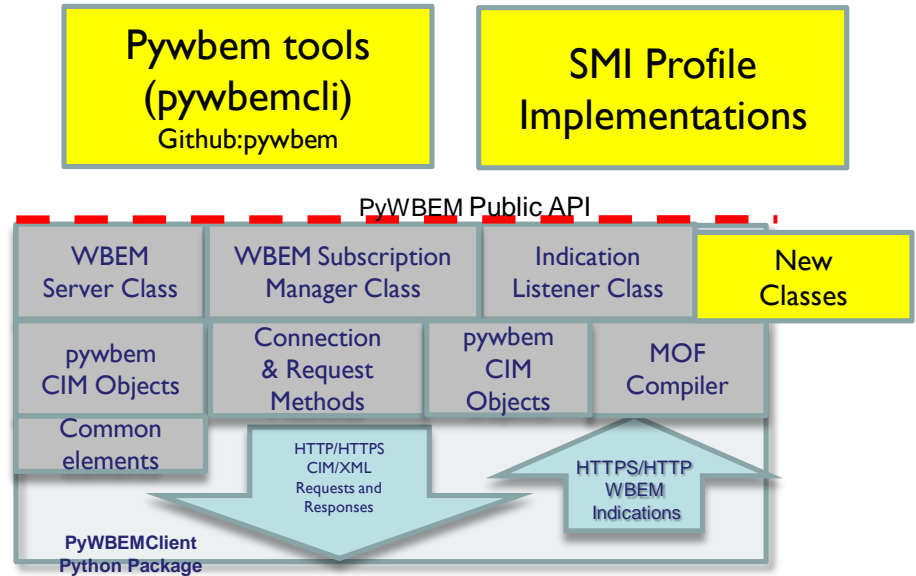 Pywbem tools
(pywbemcli)
Github:pywbem
SMI Profile
Implementations
PyWBEM Public API
WBEM
Server Class
WBEM Subscription
Manager Class
Indication
Listener Class
New
Classes
pywbem
CIM Objects
Connection
& Request
Methods
pywbem
CIM
Objects
MOF
Compiler
Common
elements
HTTP/HTTPS
CIM/XML
Requests and
Responses
HTTPS/HTTP
WBEM
Indications
PyWBEMClient
Python Package